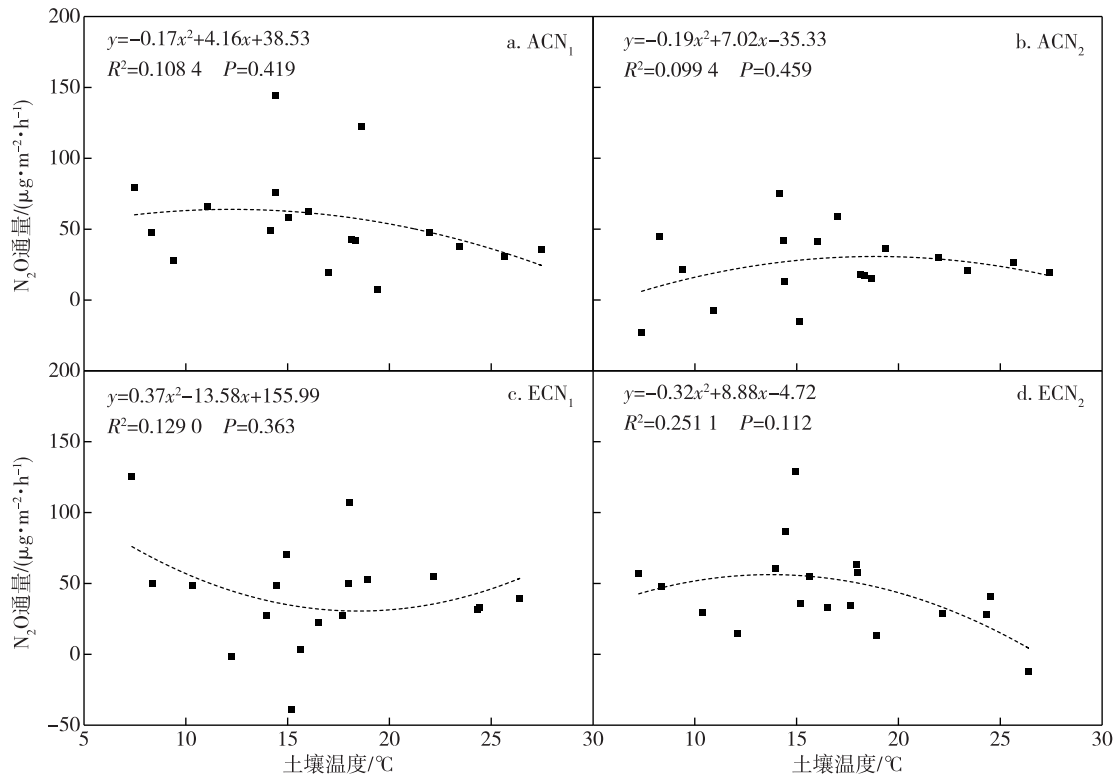 200
150
100
50
0
N₂O通量/(μg·m⁻²·h⁻¹)
y=−0.17x²+4.16x+38.53
a. ACN₁
R²=0.108 4 P=0.419
y=−0.19x²+7.02x−35.33
b. ACN₂
R²=0.099 4 P=0.459
200
150
100
50
0
−50
N₂O通量/(μg·m⁻²·h⁻¹)
y=0.37x²−13.58x+155.99
c. ECN₁
R²=0.129 0 P=0.363
y=−0.32x²+8.88x−4.72
d. ECN₂
R²=0.251 1 P=0.112
5 10 15 20 25 30 10 15 20 25 30
土壤温度/℃ 土壤温度/℃